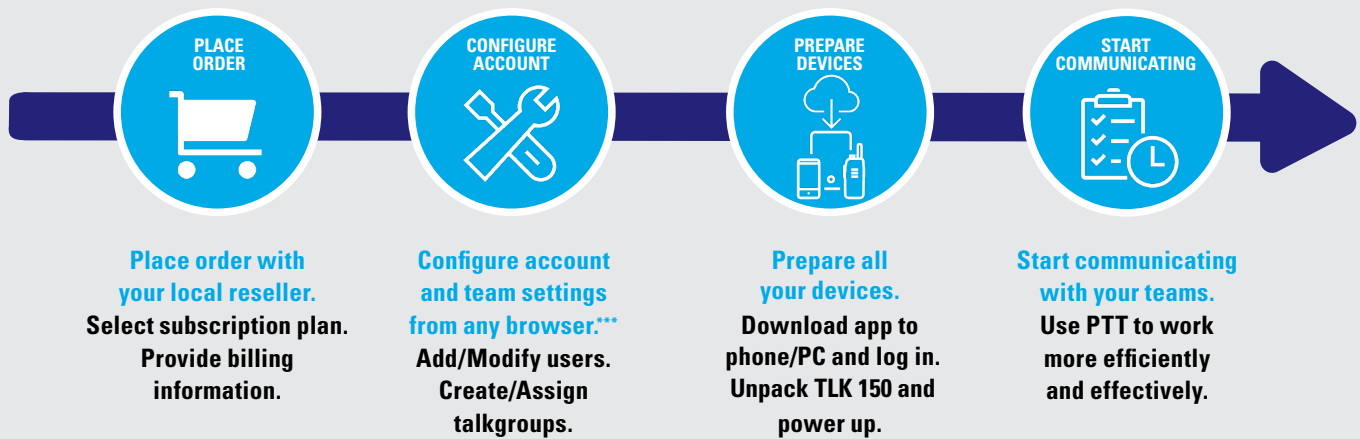 PLACE
ORDER
CONFIGURE
ACCOUNT
PREPARE
DEVICES
START
COMMUNICATING
Place order with
your local reseller.
Select subscription plan.
Provide billing
information.
Configure account
and team settings
from any browser.***
Add/Modify users.
Create/Assign
talkgroups.
Prepare all
your devices.
Download app to
phone/PC and log in.
Unpack TLK 150 and
power up.
Start communicating
with your teams.
Use PTT to work
more efficiently
and effectively.